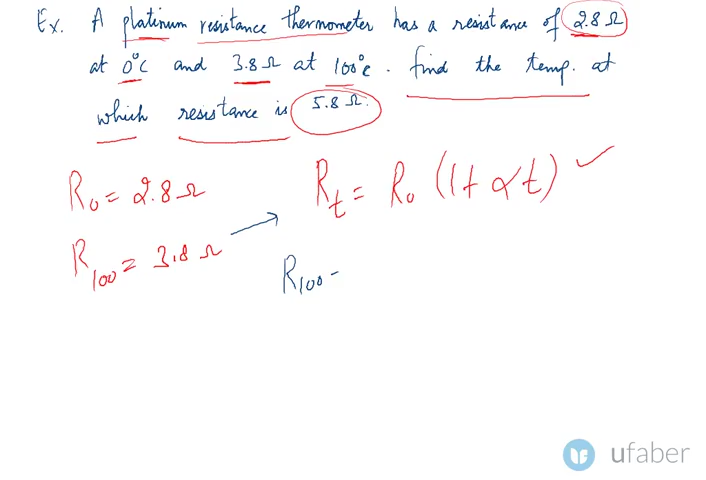 Ex. A platinum resistance thermometer has a resistance of 2.8 Ω
at 0°C and 3.8 Ω at 100°C. find the temp. at
which resistance is 5.8 Ω.
R₀ = 2.8 Ω
Rₜ = R₀ (1 + αt) ✓
R₁₀₀ = 3.8 Ω
R₁₀₀ -
ufaber